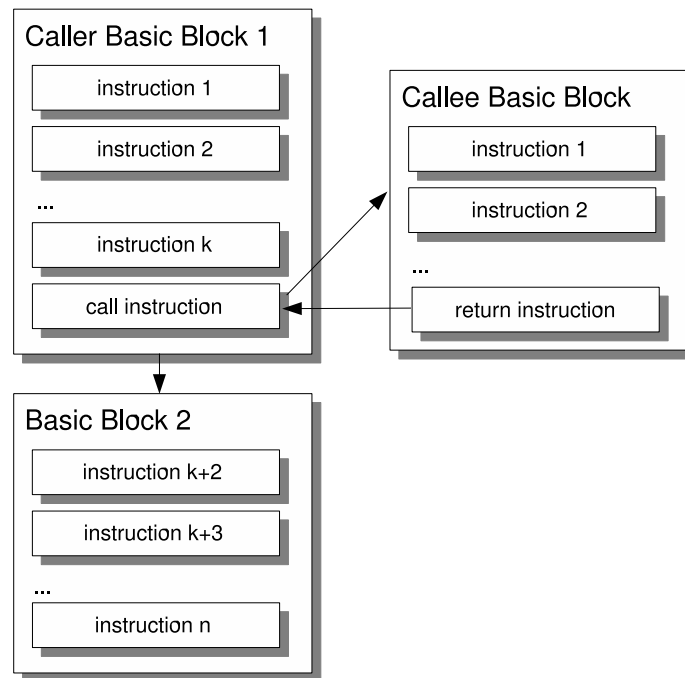 Caller Basic Block 1
instruction 1
instruction 2
...
instruction k
call instruction
Callee Basic Block
instruction 1
instruction 2
...
return instruction
Basic Block 2
instruction k+2
instruction k+3
...
instruction n